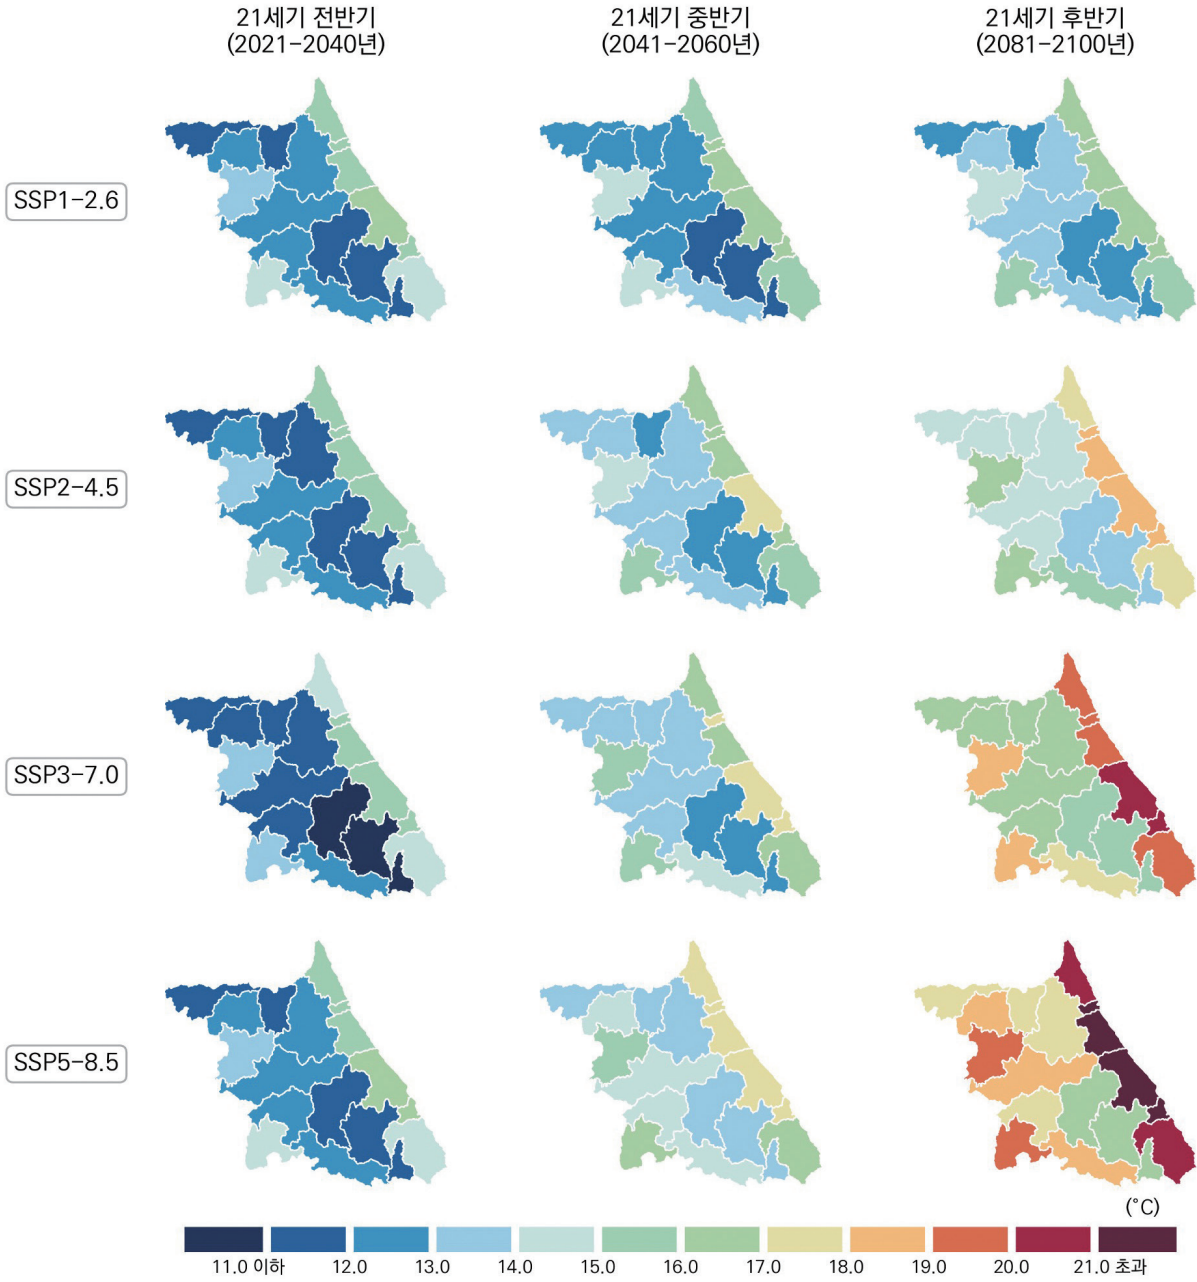 21세기 전반기
(2021-2040년)
21세기 중반기
(2041-2060년)
21세기 후반기
(2081-2100년)
SSP1-2.6
SSP2-4.5
SSP3-7.0
SSP5-8.5
(°C)
11.0 이하 12.0 13.0 14.0 15.0 16.0 17.0 18.0 19.0 20.0 21.0 초과